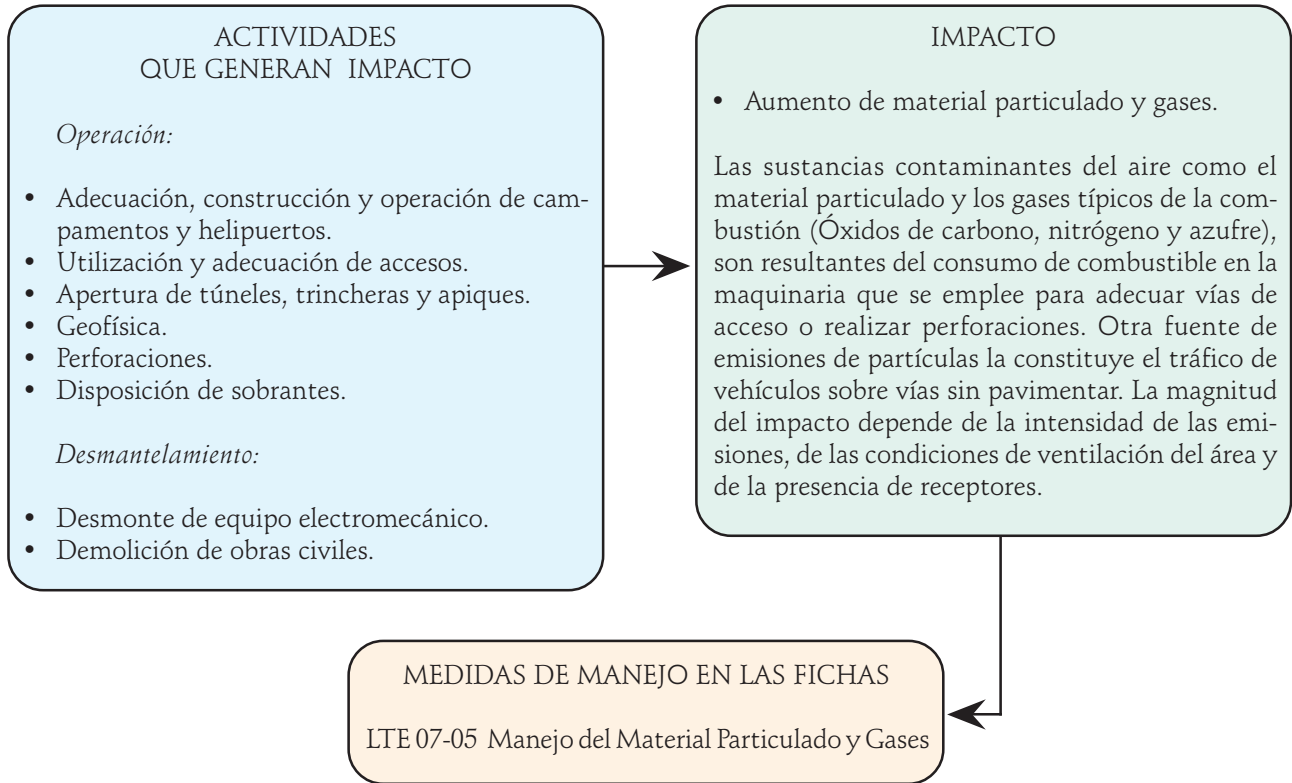 ACTIVIDADES
QUE GENERAN IMPACTO
Operación:
• Adecuación, construcción y operación de cam-
pamentos y helipuertos.
• Utilización y adecuación de accesos.
• Apertura de túneles, trincheras y apiques.
• Geofísica.
• Perforaciones.
• Disposición de sobrantes.
Desmantelamiento:
• Desmonte de equipo electromecánico.
• Demolición de obras civiles.
IMPACTO
• Aumento de material particulado y gases.
Las sustancias contaminantes del aire como el
material particulado y los gases típicos de la com-
bustión (Óxidos de carbono, nitrógeno y azufre),
son resultantes del consumo de combustible en la
maquinaria que se emplee para adecuar vías de
acceso o realizar perforaciones. Otra fuente de
emisiones de partículas la constituye el tráfico de
vehículos sobre vías sin pavimentar. La magnitud
del impacto depende de la intensidad de las emi-
siones, de las condiciones de ventilación del área y
de la presencia de receptores.
MEDIDAS DE MANEJO EN LAS FICHAS
LTE 07-05 Manejo del Material Particulado y Gases